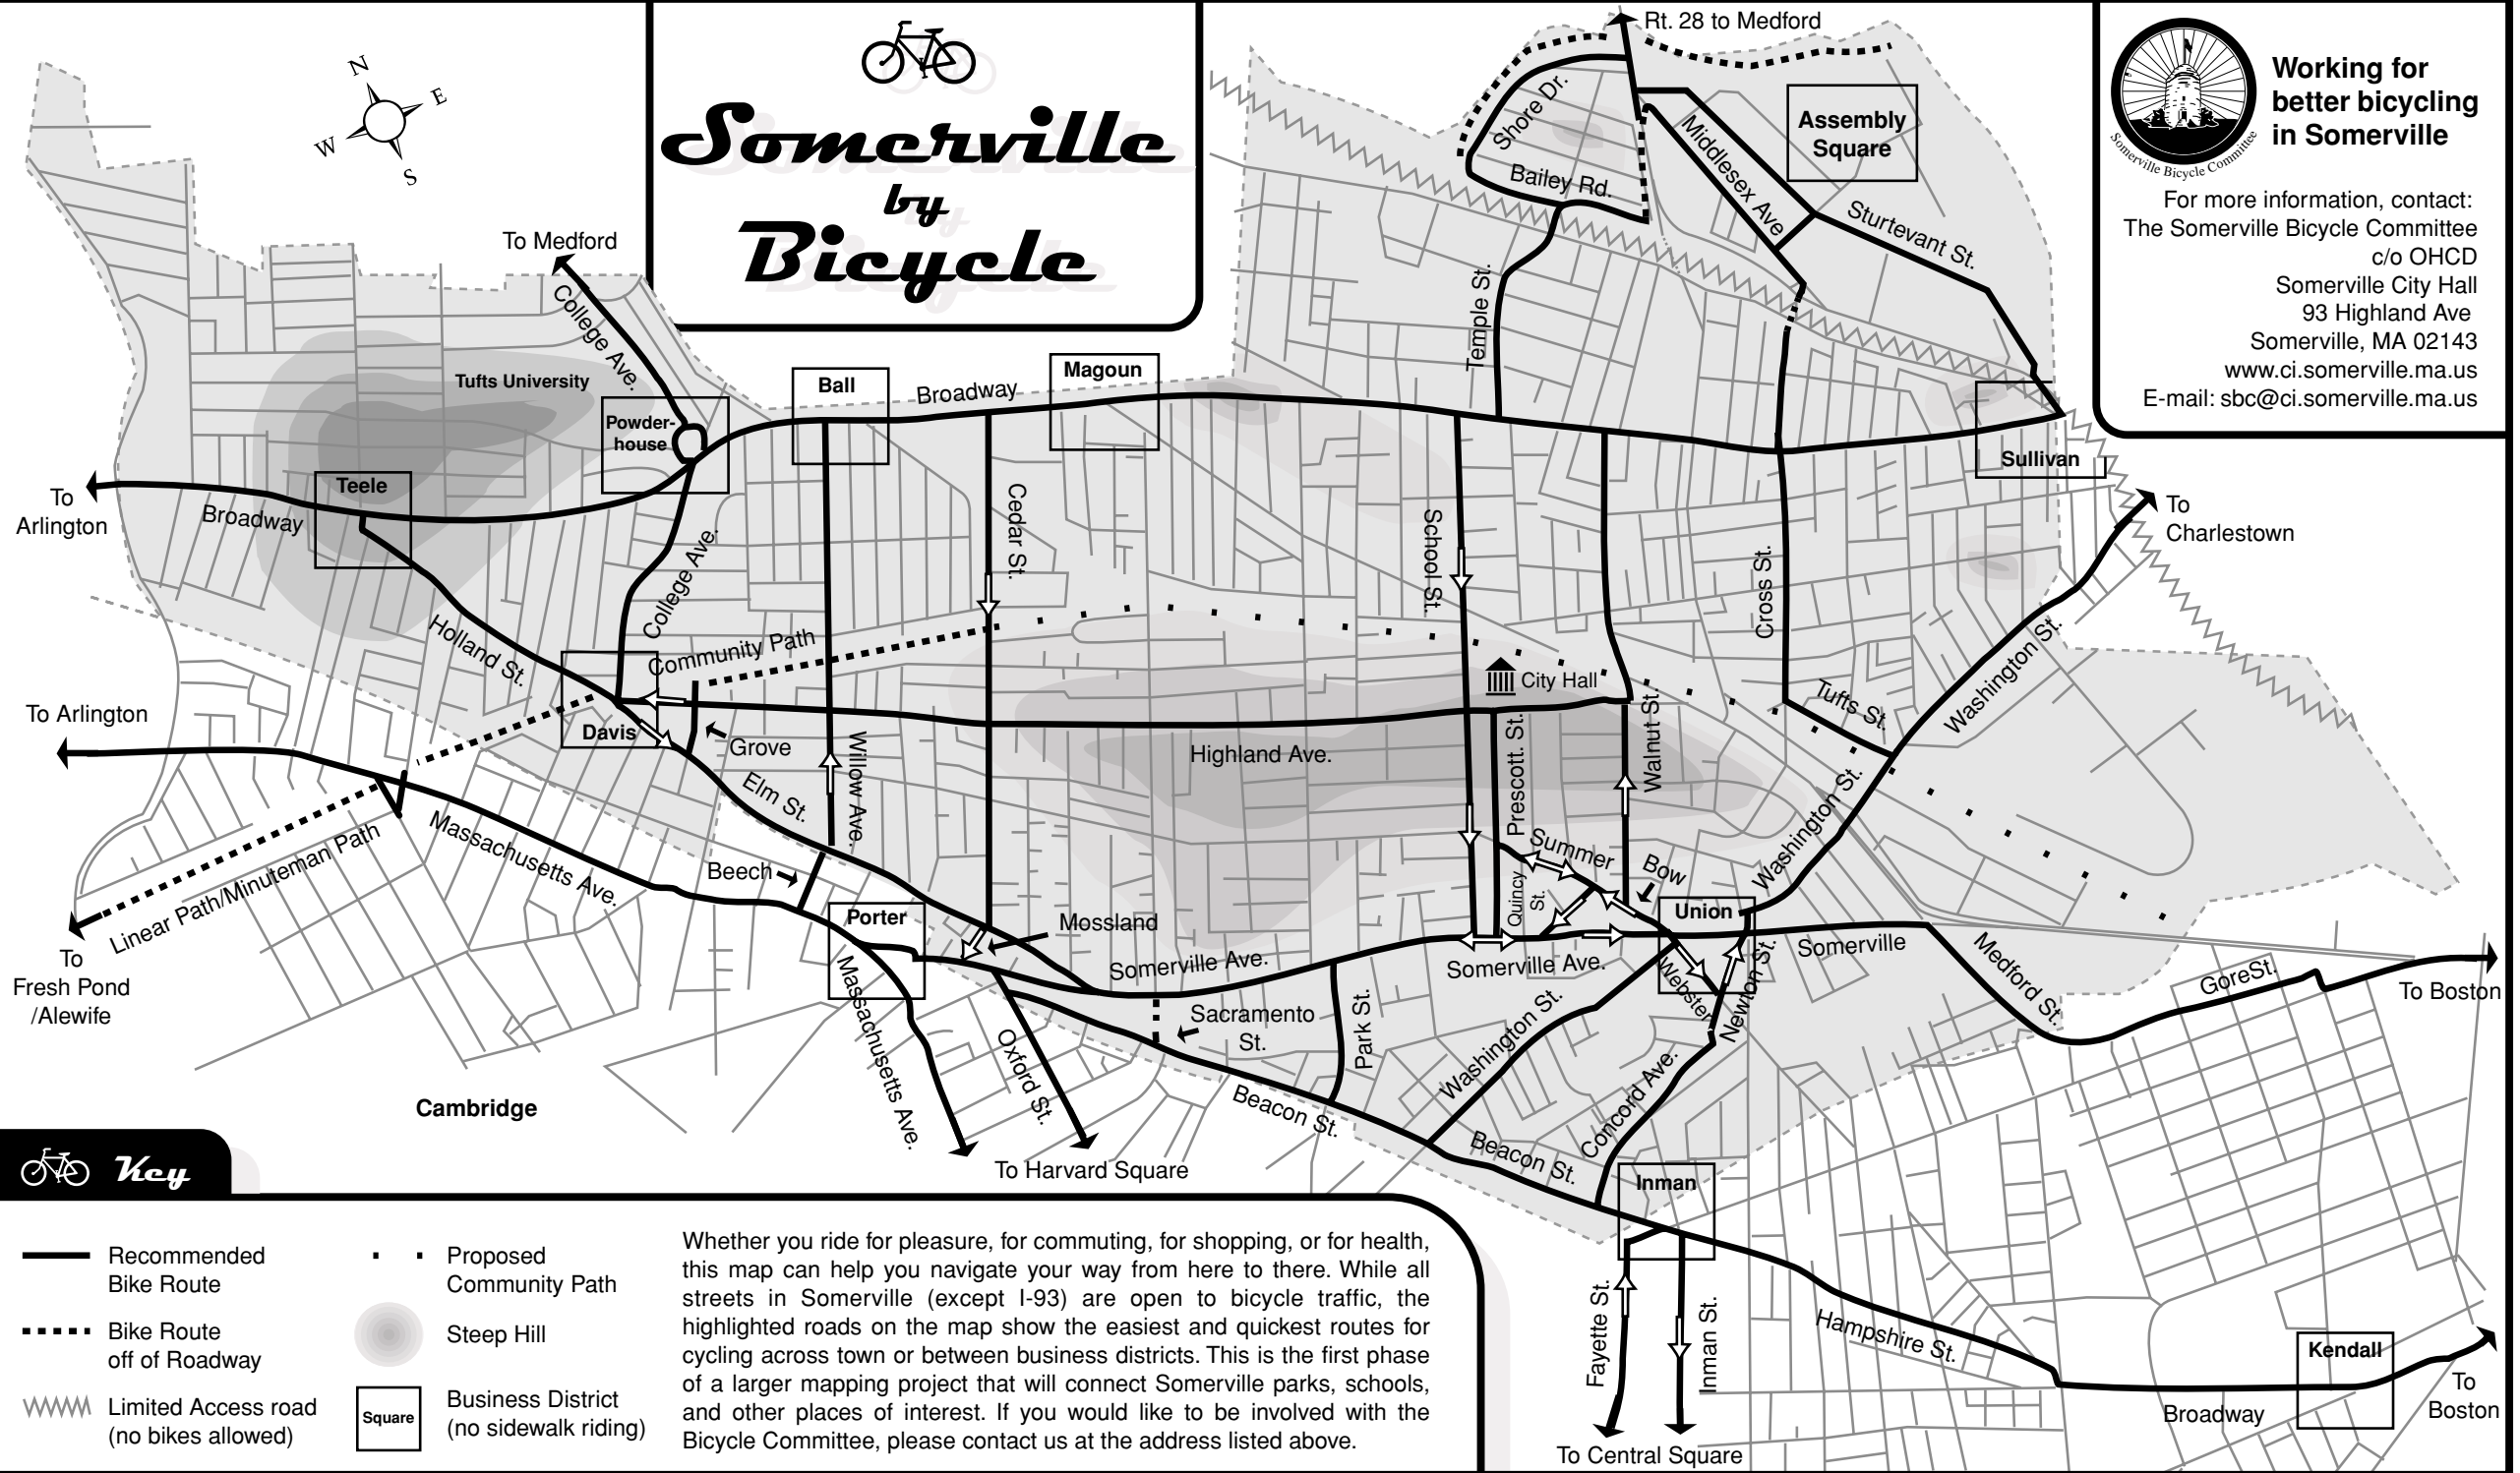 Somerville
by
Bicycle
Rt. 28 to Medford
Working for
better bicycling
in Somerville
Somerville Bicycle Committee
For more information, contact:
The Somerville Bicycle Committee
c/o OHCD
Somerville City Hall
93 Highland Ave
Somerville, MA 02143
www.ci.somerville.ma.us
E-mail: sbc@ci.somerville.ma.us
N
E
W
S
Shore Dr.
Bailey Rd.
Middlesex Ave
Assembly
Square
Sturtevant St.
To Medford
College Ave.
Tufts University
Powder-
house
Ball
Broadway
Magoun
Temple St.
Sullivan
To
Charlestown
Teele
To
Arlington
Broadway
College Ave.
Cedar St.
School St.
Cross St.
Holland St.
Community Path
City Hall
Tufts St.
Washington St.
To Arlington
Davis
Grove
Willow Ave.
Highland Ave.
Prescott. St.
Walnut St.
Elm St.
Massachusetts Ave.
Beech
Summer
Bow
Washington St.
Linear Path/Minuteman Path
To
Fresh Pond
/Alewife
Porter
Mossland
Quincy
St.
Union
Somerville Ave.
Somerville Ave.
Somerville
Webster
Newton St.
Medford St.
GoreSt.
To Boston
Massachusetts Ave.
Oxford St.
Sacramento
St.
Park St.
Washington St.
Concord Ave.
Cambridge
Beacon St.
Beacon St.
To Harvard Square
Inman
Fayette St.
Inman St.
Hampshire St.
Kendall
Broadway
To
Boston
To Central Square
Key
Recommended
Bike Route
Bike Route
off of Roadway
Limited Access road
(no bikes allowed)
Proposed
Community Path
Steep Hill
Square
Business District
(no sidewalk riding)
Whether you ride for pleasure, for commuting, for shopping, or for health,
this map can help you navigate your way from here to there. While all
streets in Somerville (except I-93) are open to bicycle traffic, the
highlighted roads on the map show the easiest and quickest routes for
cycling across town or between business districts. This is the first phase
of a larger mapping project that will connect Somerville parks, schools,
and other places of interest. If you would like to be involved with the
Bicycle Committee, please contact us at the address listed above.